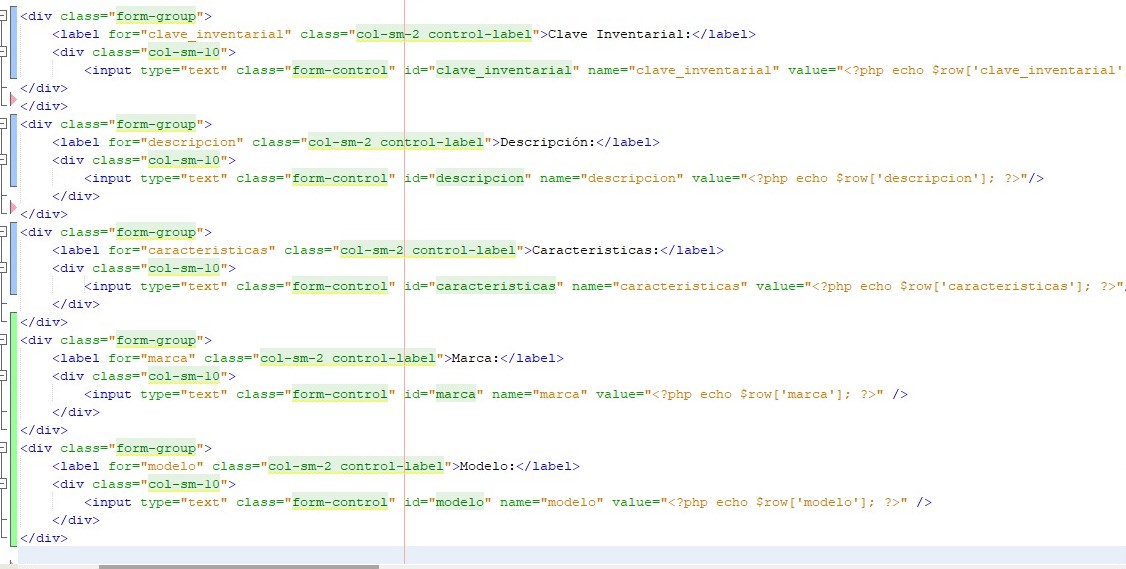 <div class="form-group">
<label for="clave_inventarial" class="col-sm-2 control-label">Clave Inventarial:</label>
<div class="col-sm-10">
<input type="text" class="form-control" id="clave_inventarial" name="clave_inventarial" value="<?php echo $row['clave_inventarial'
</div>
</div>
<div class="form-group">
<label for="descripcion" class="col-sm-2 control-label">Descripción:</label>
<div class="col-sm-10">
<input type="text" class="form-control" id="descripcion" name="descripcion" value="<?php echo $row['descripcion']; ?>"/>
</div>
</div>
<div class="form-group">
<label for="caracteristicas" class="col-sm-2 control-label">Caracteristicas:</label>
<div class="col-sm-10">
<input type="text" class="form-control" id="caracteristicas" name="caracteristicas" value="<?php echo $row['caracteristicas']; ?>"
</div>
</div>
<div class="form-group">
<label for="marca" class="col-sm-2 control-label">Marca:</label>
<div class="col-sm-10">
<input type="text" class="form-control" id="marca" name="marca" value="<?php echo $row['marca']; ?>" />
</div>
</div>
<div class="form-group">
<label for="modelo" class="col-sm-2 control-label">Modelo:</label>
<div class="col-sm-10">
<input type="text" class="form-control" id="modelo" name="modelo" value="<?php echo $row['modelo']; ?>" />
</div>
</div>